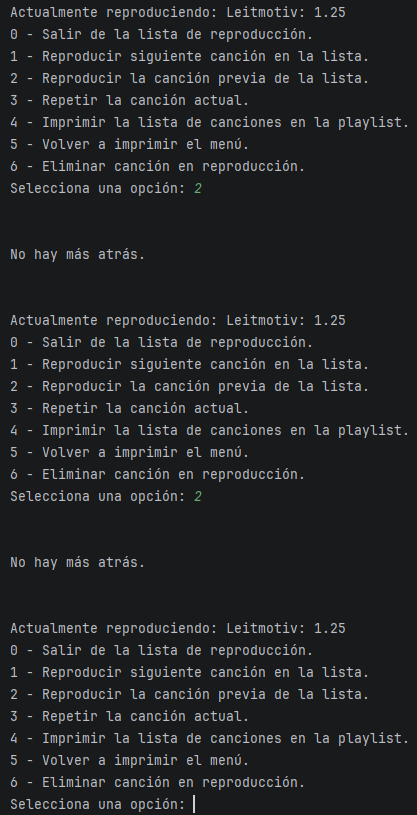 Actualmente reproduciendo: Leitmotiv: 1.25
0 - Salir de la lista de reproducción.
1 - Reproducir siguiente canción en la lista.
2 - Reproducir la canción previa de la lista.
3 - Repetir la canción actual.
4 - Imprimir la lista de canciones en la playlist.
5 - Volver a imprimir el menú.
6 - Eliminar canción en reproducción.
Selecciona una opción: 2
No hay más atrás.
Actualmente reproduciendo: Leitmotiv: 1.25
0 - Salir de la lista de reproducción.
1 - Reproducir siguiente canción en la lista.
2 - Reproducir la canción previa de la lista.
3 - Repetir la canción actual.
4 - Imprimir la lista de canciones en la playlist.
5 - Volver a imprimir el menú.
6 - Eliminar canción en reproducción.
Selecciona una opción: 2
No hay más atrás.
Actualmente reproduciendo: Leitmotiv: 1.25
0 - Salir de la lista de reproducción.
1 - Reproducir siguiente canción en la lista.
2 - Reproducir la canción previa de la lista.
3 - Repetir la canción actual.
4 - Imprimir la lista de canciones en la playlist.
5 - Volver a imprimir el menú.
6 - Eliminar canción en reproducción.
Selecciona una opción: